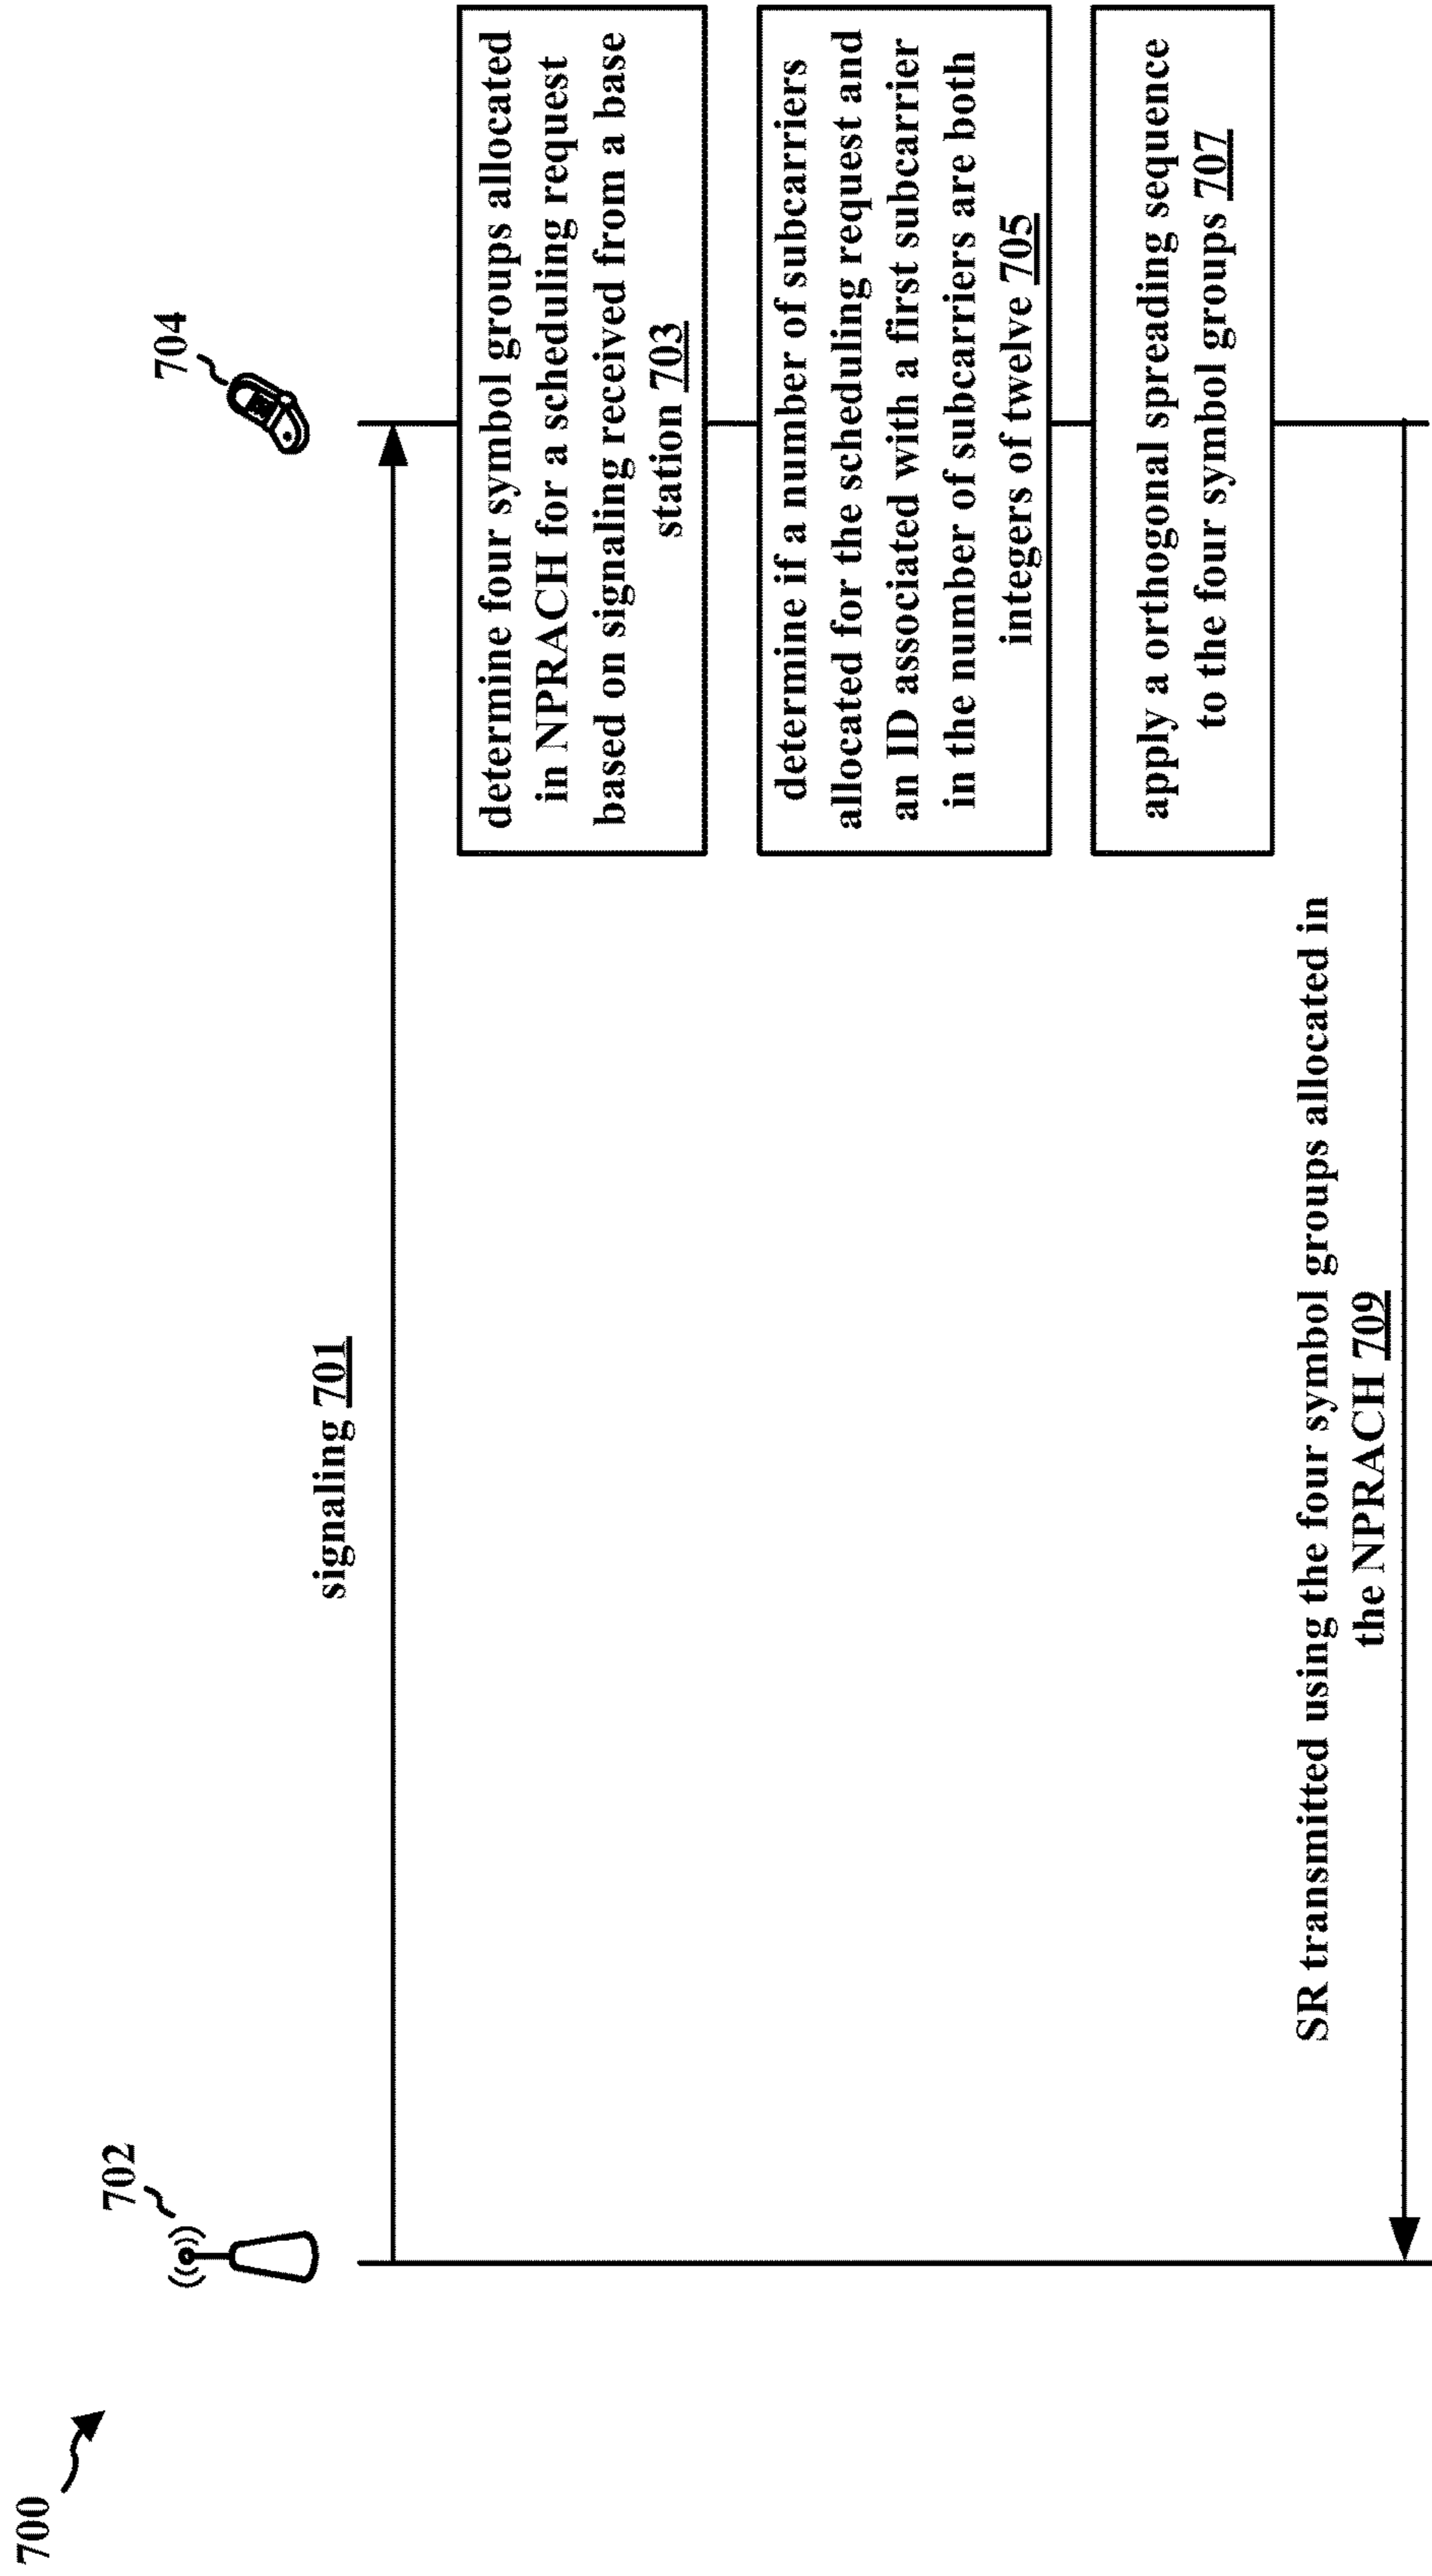 700
702
704
signaling 701
determine four symbol groups allocated
in NPRACH for a scheduling request
based on signaling received from a base
station 703
determine if a number of subcarriers
allocated for the scheduling request and
an ID associated with a first subcarrier
in the number of subcarriers are both
integers of twelve 705
apply a orthogonal spreading sequence
to the four symbol groups 707
SR transmitted using the four symbol groups allocated in
the NPRACH 709